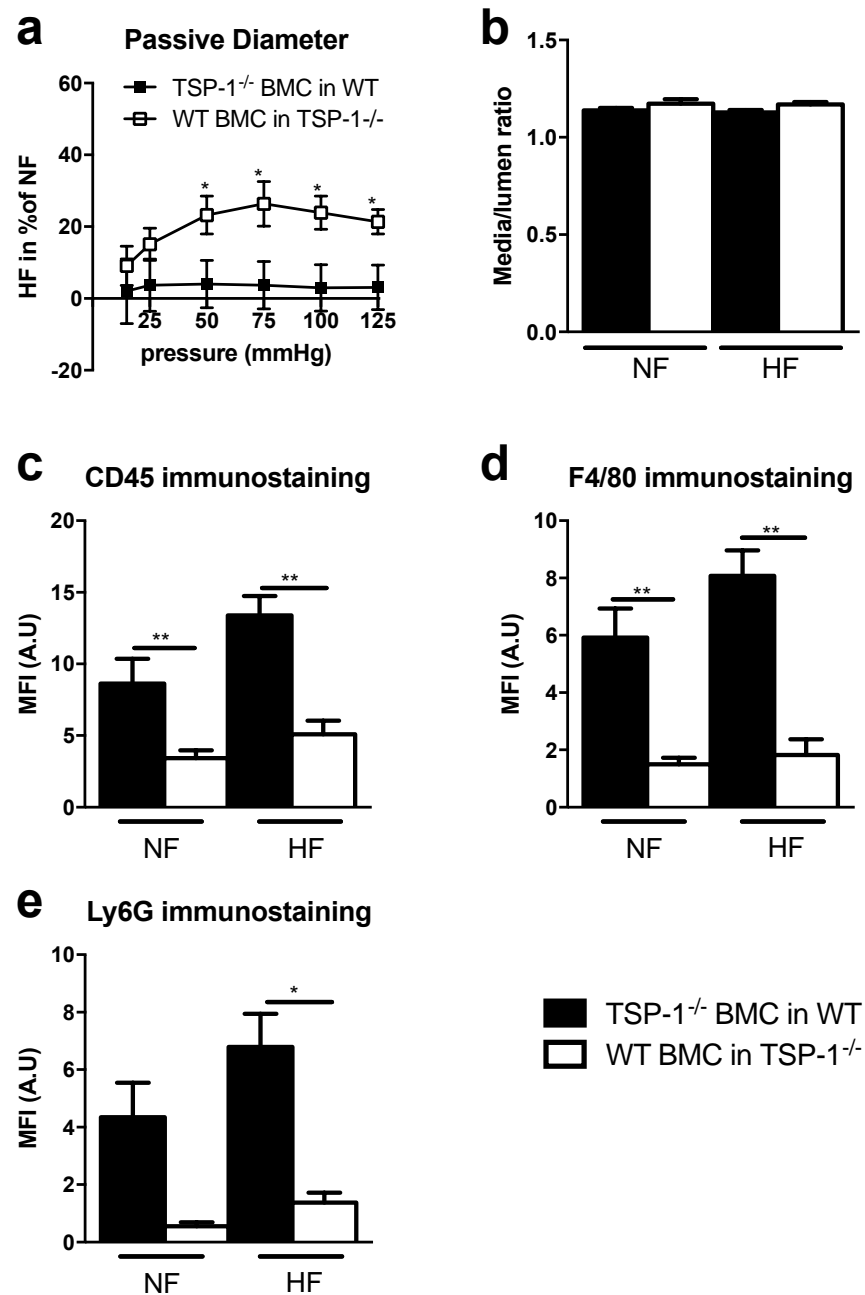 a
Passive Diameter
TSP-1-/- BMC in WT
WT BMC in TSP-1-/-
HF in %of NF
60
40
20
0
-20
* * * *
25 50 75 100 125
pressure (mmHg)
b
Media/lumen ratio
1.5
1.0
0.5
0.0
NF HF
c
CD45 immunostaining
MFI (A.U)
20
15
10
5
0
** **
NF HF
d
F4/80 immunostaining
MFI (A.U)
10
8
6
4
2
0
** **
NF HF
e
Ly6G immunostaining
MFI (A.U)
10
8
6
4
2
0
*
NF HF
TSP-1-/- BMC in WT
WT BMC in TSP-1-/-